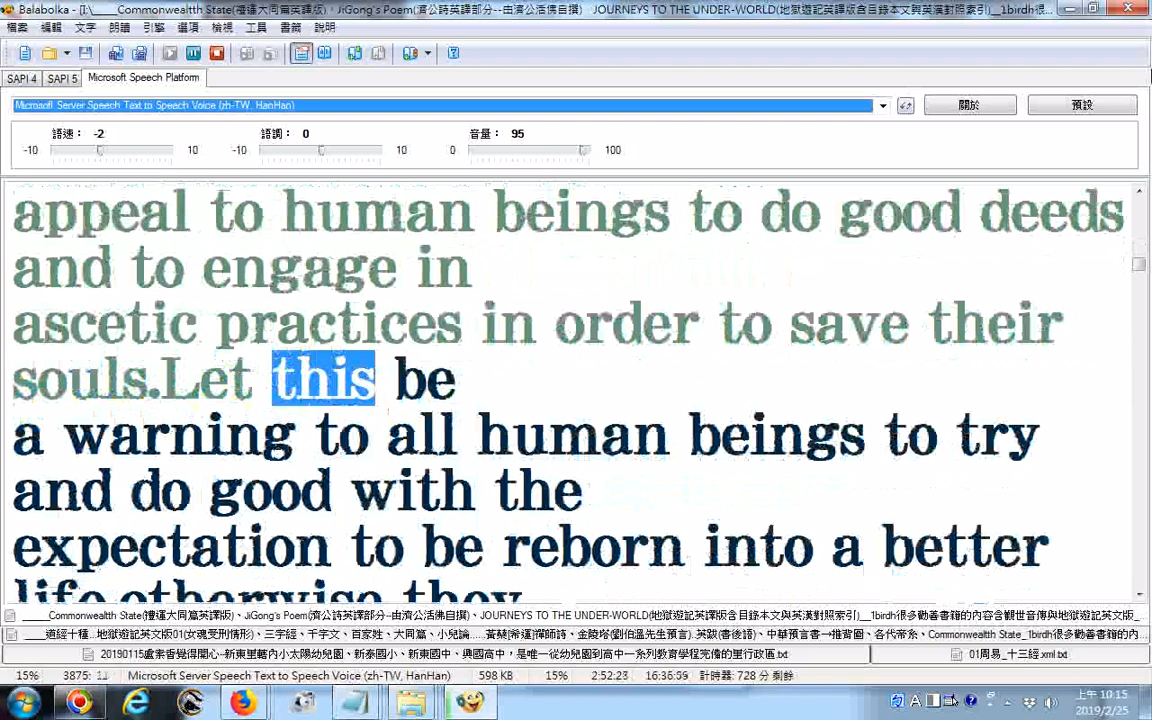 Balabolka - [I:\_____Commonwealtth State(禮運大同篇英譯版)、JiGong's Poem(濟公詩英譯部分--由濟公活佛自撰) JOURNEYS TO THE UNDER-WORLD(地獄遊記英譯版含目錄本文與英漢對照索引)__1birdh很...
檔案 編輯 文字 朗讀 引擎 選項 檢視 工具 書籤 說明
SAPI 4 SAPI 5 Microsoft Speech Platform
Microsoft Server Speech Text to Speech Voice (zh-TW, HanHan)
關於 預設
語速： -2 語調： 0 音量： 95
-10 10 -10 10 0 100
appeal to human beings to do good deeds
and to engage in
ascetic practices in order to save their
souls.Let this be
a warning to all human beings to try
and do good with the
expectation to be reborn into a better
life otherwise they
_____Commonwealtth State(禮運大同篇英譯版)、JiGong's Poem(濟公詩英譯部分--由濟公活佛自撰)、JOURNEYS TO THE UNDER-WORLD(地獄遊記英譯版含目錄本文與英漢對照索引)__1birdh很多勸善書籍的內容含觀世音傳與地獄遊記英文版_
道經十種...地獄遊記英文版01(女魂受刑情形)、三字經、千字文、百家姓、大同篇、小兒論......黃蘗[希運]禪師詩、金陵塔(劉伯溫先生預言).英跋(書後語)、中華預言書一推背圖、各代帝系、Commonwealth State_1birdh很多勸善書籍的內...
20190115盧素香覺得開心--新東里轄內小太陽幼兒園、新泰國小、新東國中、興國高中，是唯一從幼兒園到高中一系列教育學程完備的里行政區.txt 01周易_十三經.xml.txt
15% 3875: Microsoft Server Speech Text to Speech Voice (zh-TW, HanHan) 598 KB 15% 2:52:23 16:36:59 計時器: 728 分 剩餘
上午 10:15
2019/2/25